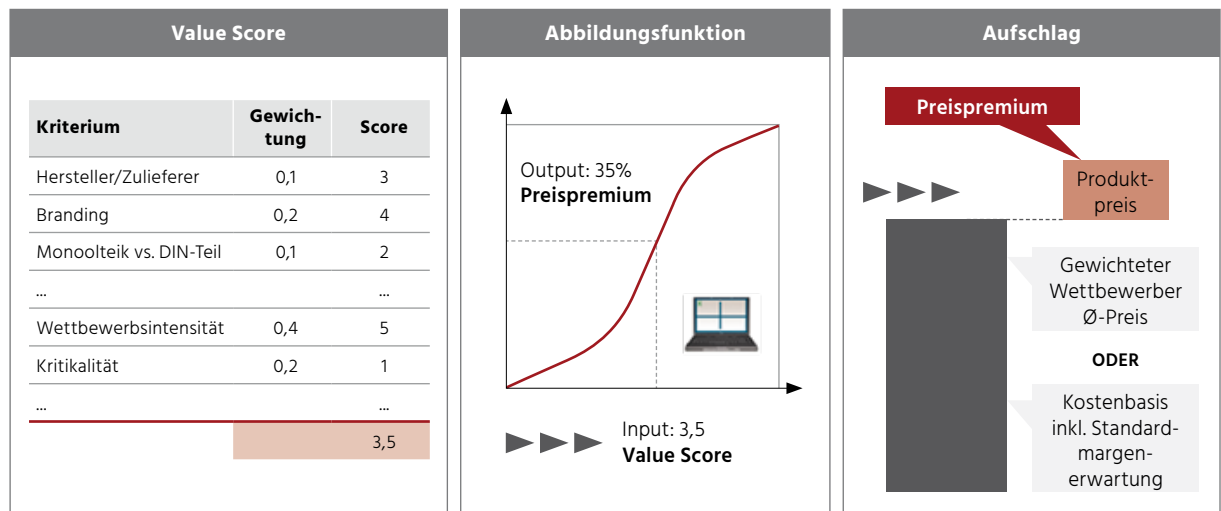 Value Score
Kriterium
Gewich-
tung
Score
Hersteller/Zulieferer 0,1 3
Branding 0,2 4
Monoolteik vs. DIN-Teil 0,1 2
... ...
Wettbewerbsintensität 0,4 5
Kritikalität 0,2 1
... ...
3,5
Abbildungsfunktion
Output: 35%
Preispremium
Input: 3,5
Value Score
Aufschlag
Preispremium
Produkt-
preis
Gewichteter
Wettbewerber
Ø-Preis
ODER
Kostenbasis
inkl. Standard-
margen-
erwartung